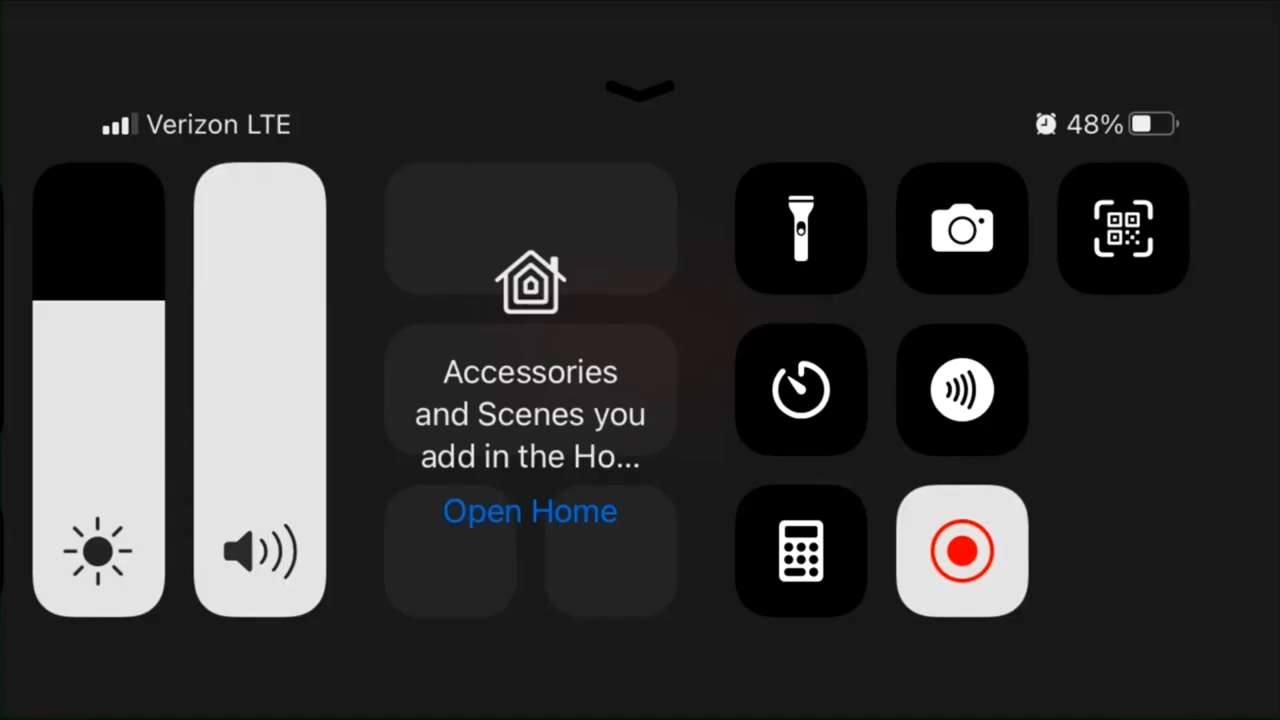 Verizon LTE
48%
Accessories
and Scenes you
add in the Ho...
Open Home